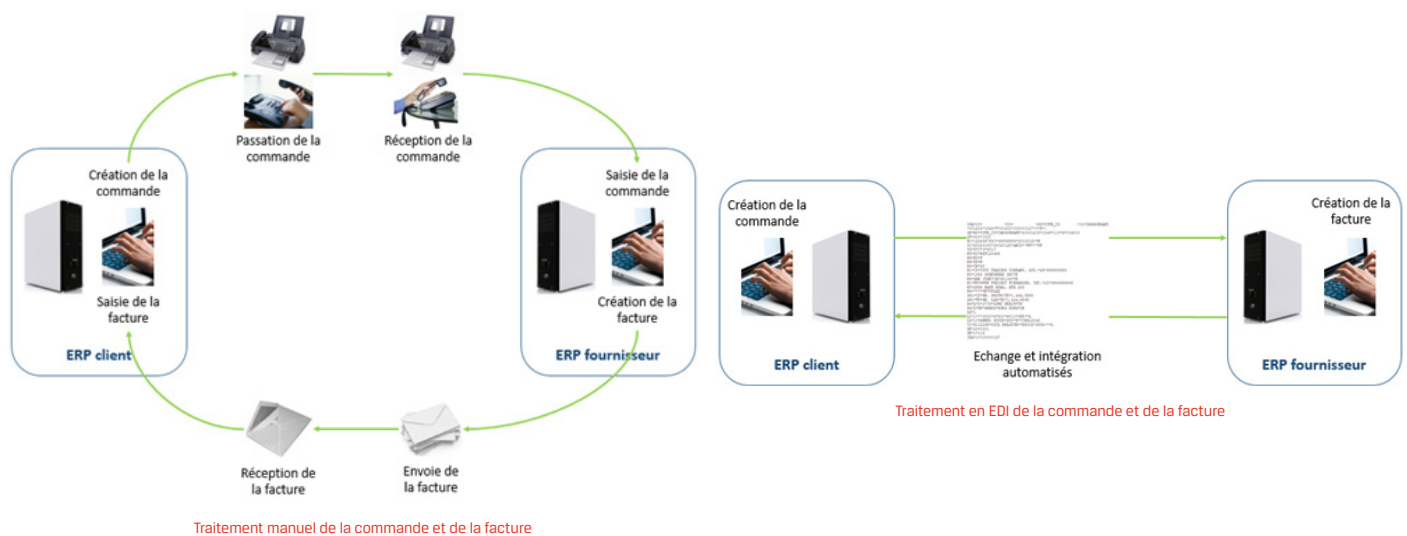 Passation de la
commande
Réception de la
commande
Création de la
commande
Saisie de la
facture
ERP client
Saisie de la
commande
Création de la
facture
ERP fournisseur
Réception de
la facture
Envoie de
la facture
Traitement manuel de la commande et de la facture
Création de la
commande
ERP client
Echange et intégration
automatisés
Création de la
facture
ERP fournisseur
Traitement en EDI de la commande et de la facture